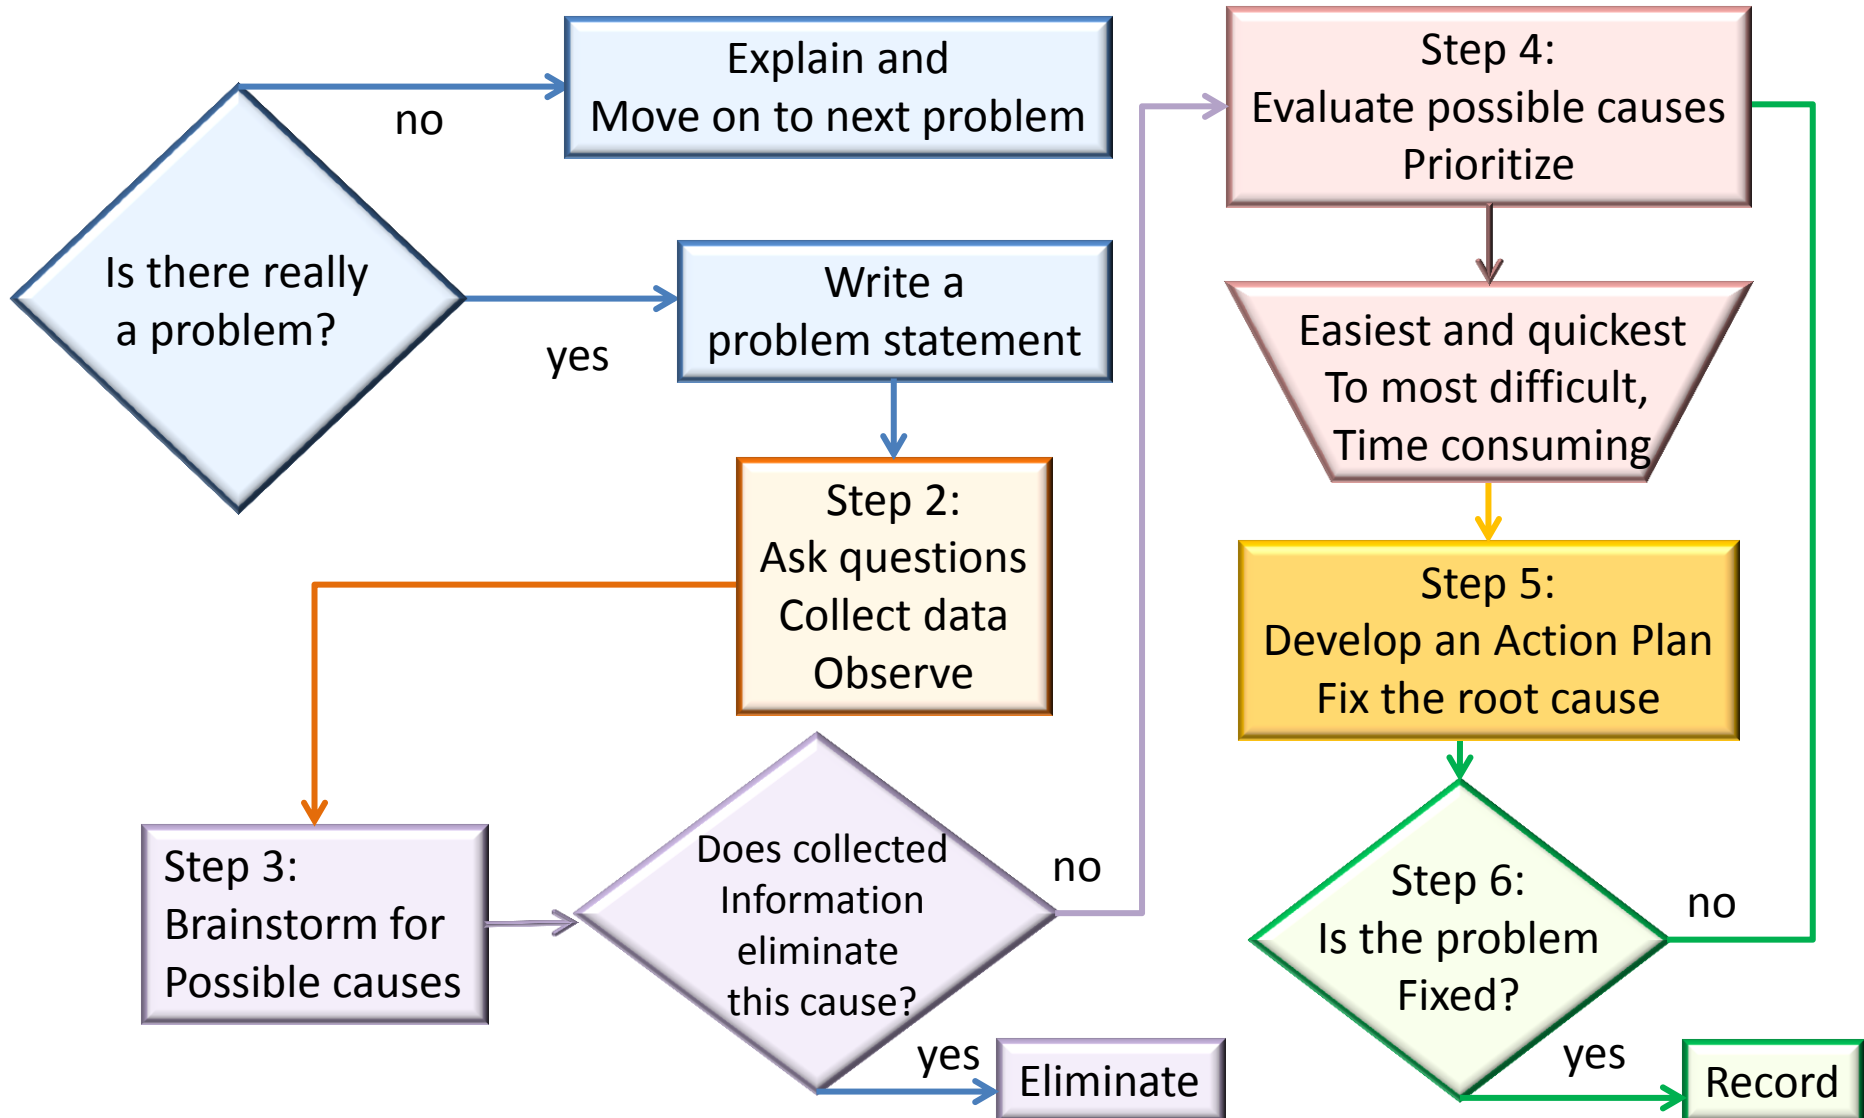 Is there really
a problem?
no
Explain and
Move on to next problem
yes
Write a
problem statement
Step 2:
Ask questions
Collect data
Observe
Step 3:
Brainstorm for
Possible causes
Does collected
Information
eliminate
this cause?
yes
Eliminate
no
Step 4:
Evaluate possible causes
Prioritize
Easiest and quickest
To most difficult,
Time consuming
Step 5:
Develop an Action Plan
Fix the root cause
Step 6:
Is the problem
Fixed?
no
yes
Record